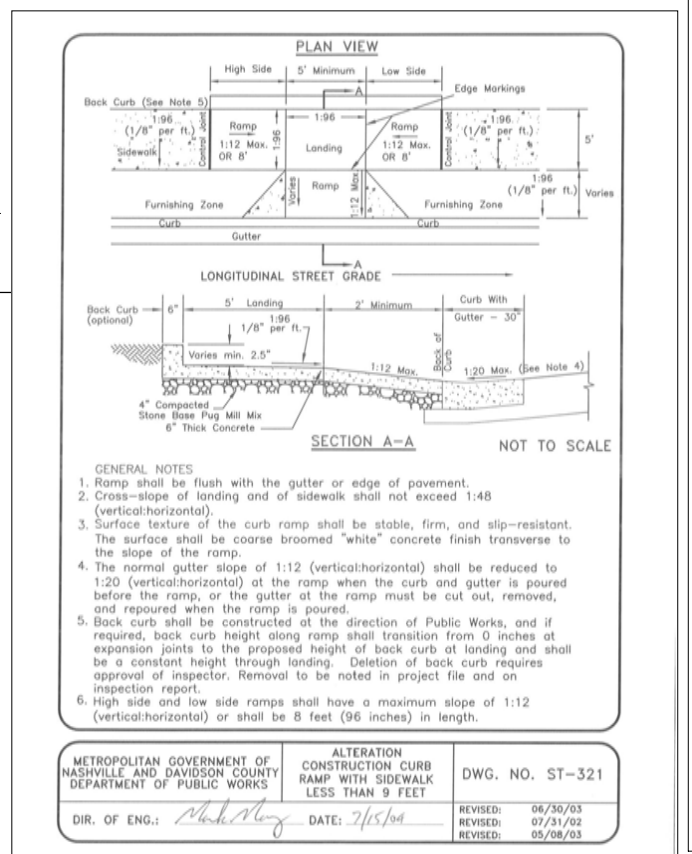 PLAN VIEW
High Side
5' Minimum
Low Side
A
Edge Markings
Back Curb (See Note 5)
1:96
(1/8" per ft.)
Sidewalk
Control Joint
Ramp
1:12 Max.
OR 8'
1:96
1:96
Landing
Ramp
1:12 Max.
OR 8'
Control Joint
1:96
(1/8" per ft.)
5'
Furnishing Zone
Varies
Ramp
1:12 Max.
Furnishing Zone
1:96
(1/8" per ft.)
Varies
Curb
Curb
Gutter
A
LONGITUDINAL STREET GRADE
Back Curb
(optional)
6"
5' Landing
2' Minimum
Curb With
Gutter - 30"
1:96
1/8" per ft.
Varies min. 2.5"
1:12 Max.
Back of
Curb
1:20 Max. (See Note 4)
4" Compacted
Stone Base Pug Mill Mix
6" Thick Concrete
SECTION A-A
NOT TO SCALE
GENERAL NOTES
1. Ramp shall be flush with the gutter or edge of pavement.
2. Cross-slope of landing and of sidewalk shall not exceed 1:48
(vertical:horizontal).
3. Surface texture of the curb ramp shall be stable, firm, and slip-resistant.
The surface shall be coarse broomed "white" concrete finish transverse to
the slope of the ramp.
4. The normal gutter slope of 1:12 (vertical:horizontal) shall be reduced to
1:20 (vertical:horizontal) at the ramp when the curb and gutter is poured
before the ramp, or the gutter at the ramp must be cut out, removed,
and repoured when the ramp is poured.
5. Back curb shall be constructed at the direction of Public Works, and if
required, back curb height along ramp shall transition from 0 inches at
expansion joints to the proposed height of back curb at landing and shall
be a constant height through landing. Deletion of back curb requires
approval of inspector. Removal to be noted in project file and on
inspection report.
6. High side and low side ramps shall have a maximum slope of 1:12
(vertical:horizontal) or shall be 8 feet (96 inches) in length.
METROPOLITAN GOVERNMENT OF
NASHVILLE AND DAVIDSON COUNTY
DEPARTMENT OF PUBLIC WORKS
ALTERATION
CONSTRUCTION CURB
RAMP WITH SIDEWALK
LESS THAN 9 FEET
DWG. NO. ST-321
DIR. OF ENG.:
DATE: 7/15/04
REVISED: 06/30/03
REVISED: 07/31/02
REVISED: 05/08/03